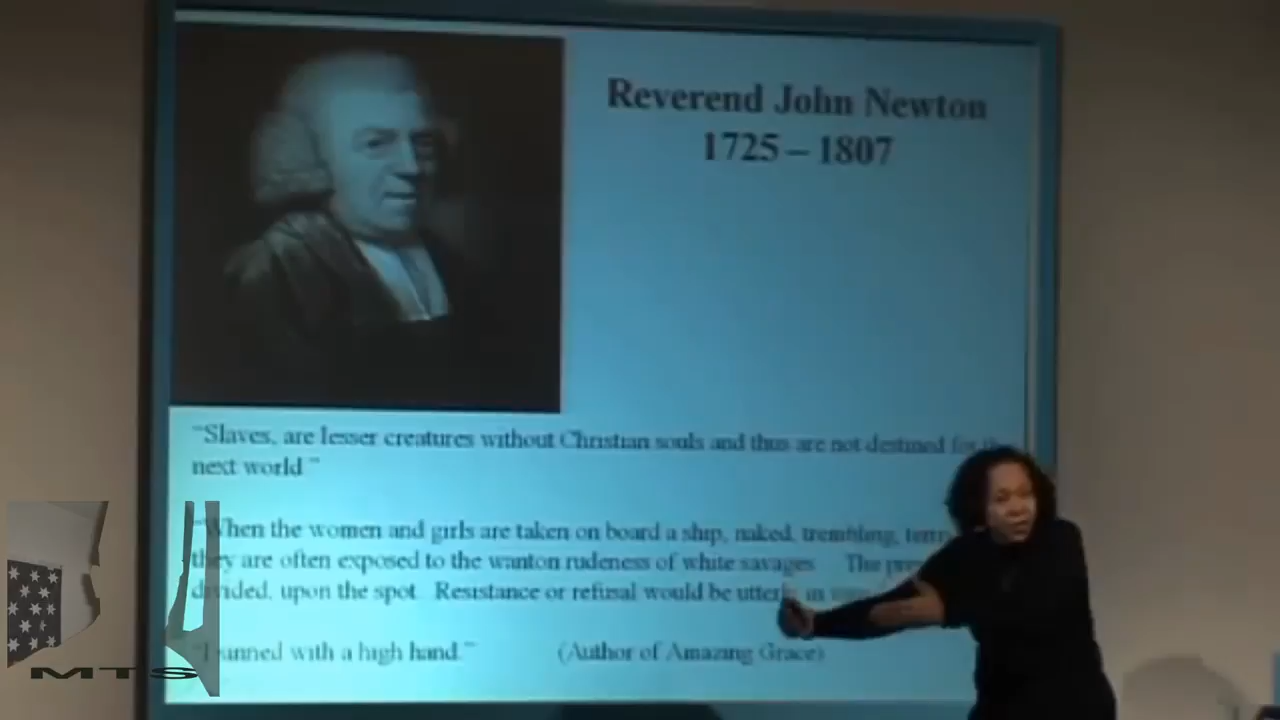 Reverend John Newton
1725 – 1807
"Slaves, are lesser creatures without Christian souls and thus are not destined for
next world"
"When the women and girls are taken on board a ship, naked, trembling,
they are often exposed to the wanton rudeness of white savages The
divided, upon the spot Resistance or refusal would be
"I sinned with a high hand." (Author of Amazing Grace)
MTS